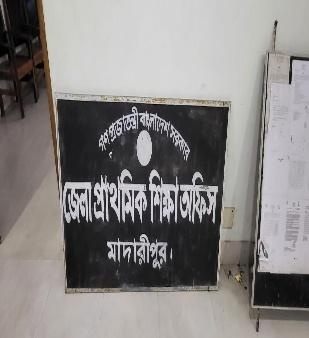 গণপ্রজাতন্ত্রী বাংলাদেশ সরকার
জেলা প্রাথমিক শিক্ষা অফিস
মাদারীপুর।